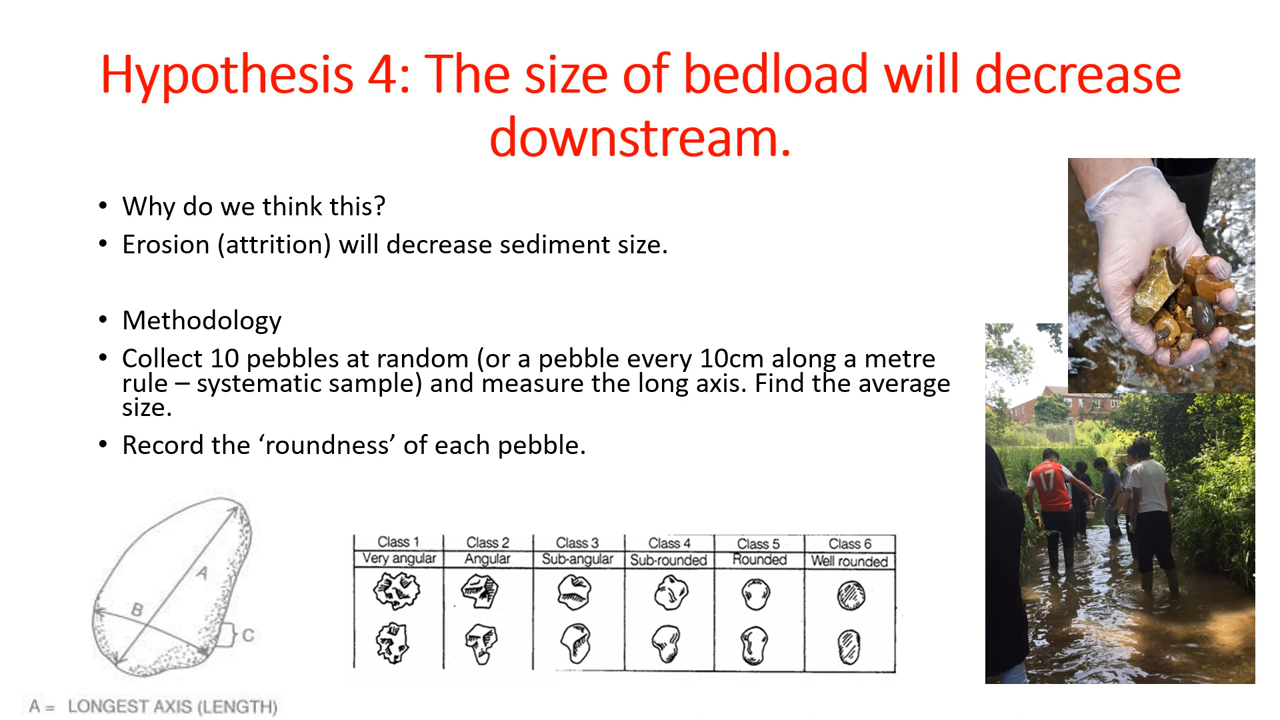 Hypothesis 4: The size of bedload will decrease
downstream.
• Why do we think this?
• Erosion (attrition) will decrease sediment size.
• Methodology
• Collect 10 pebbles at random (or a pebble every 10cm along a metre
rule – systematic sample) and measure the long axis. Find the average
size.
• Record the ‘roundness’ of each pebble.
A
B
C
A = LONGEST AXIS (LENGTH)
Class 1 Class 2 Class 3 Class 4 Class 5 Class 6
Very angular Angular Sub-angular Sub-rounded Rounded Well rounded
17